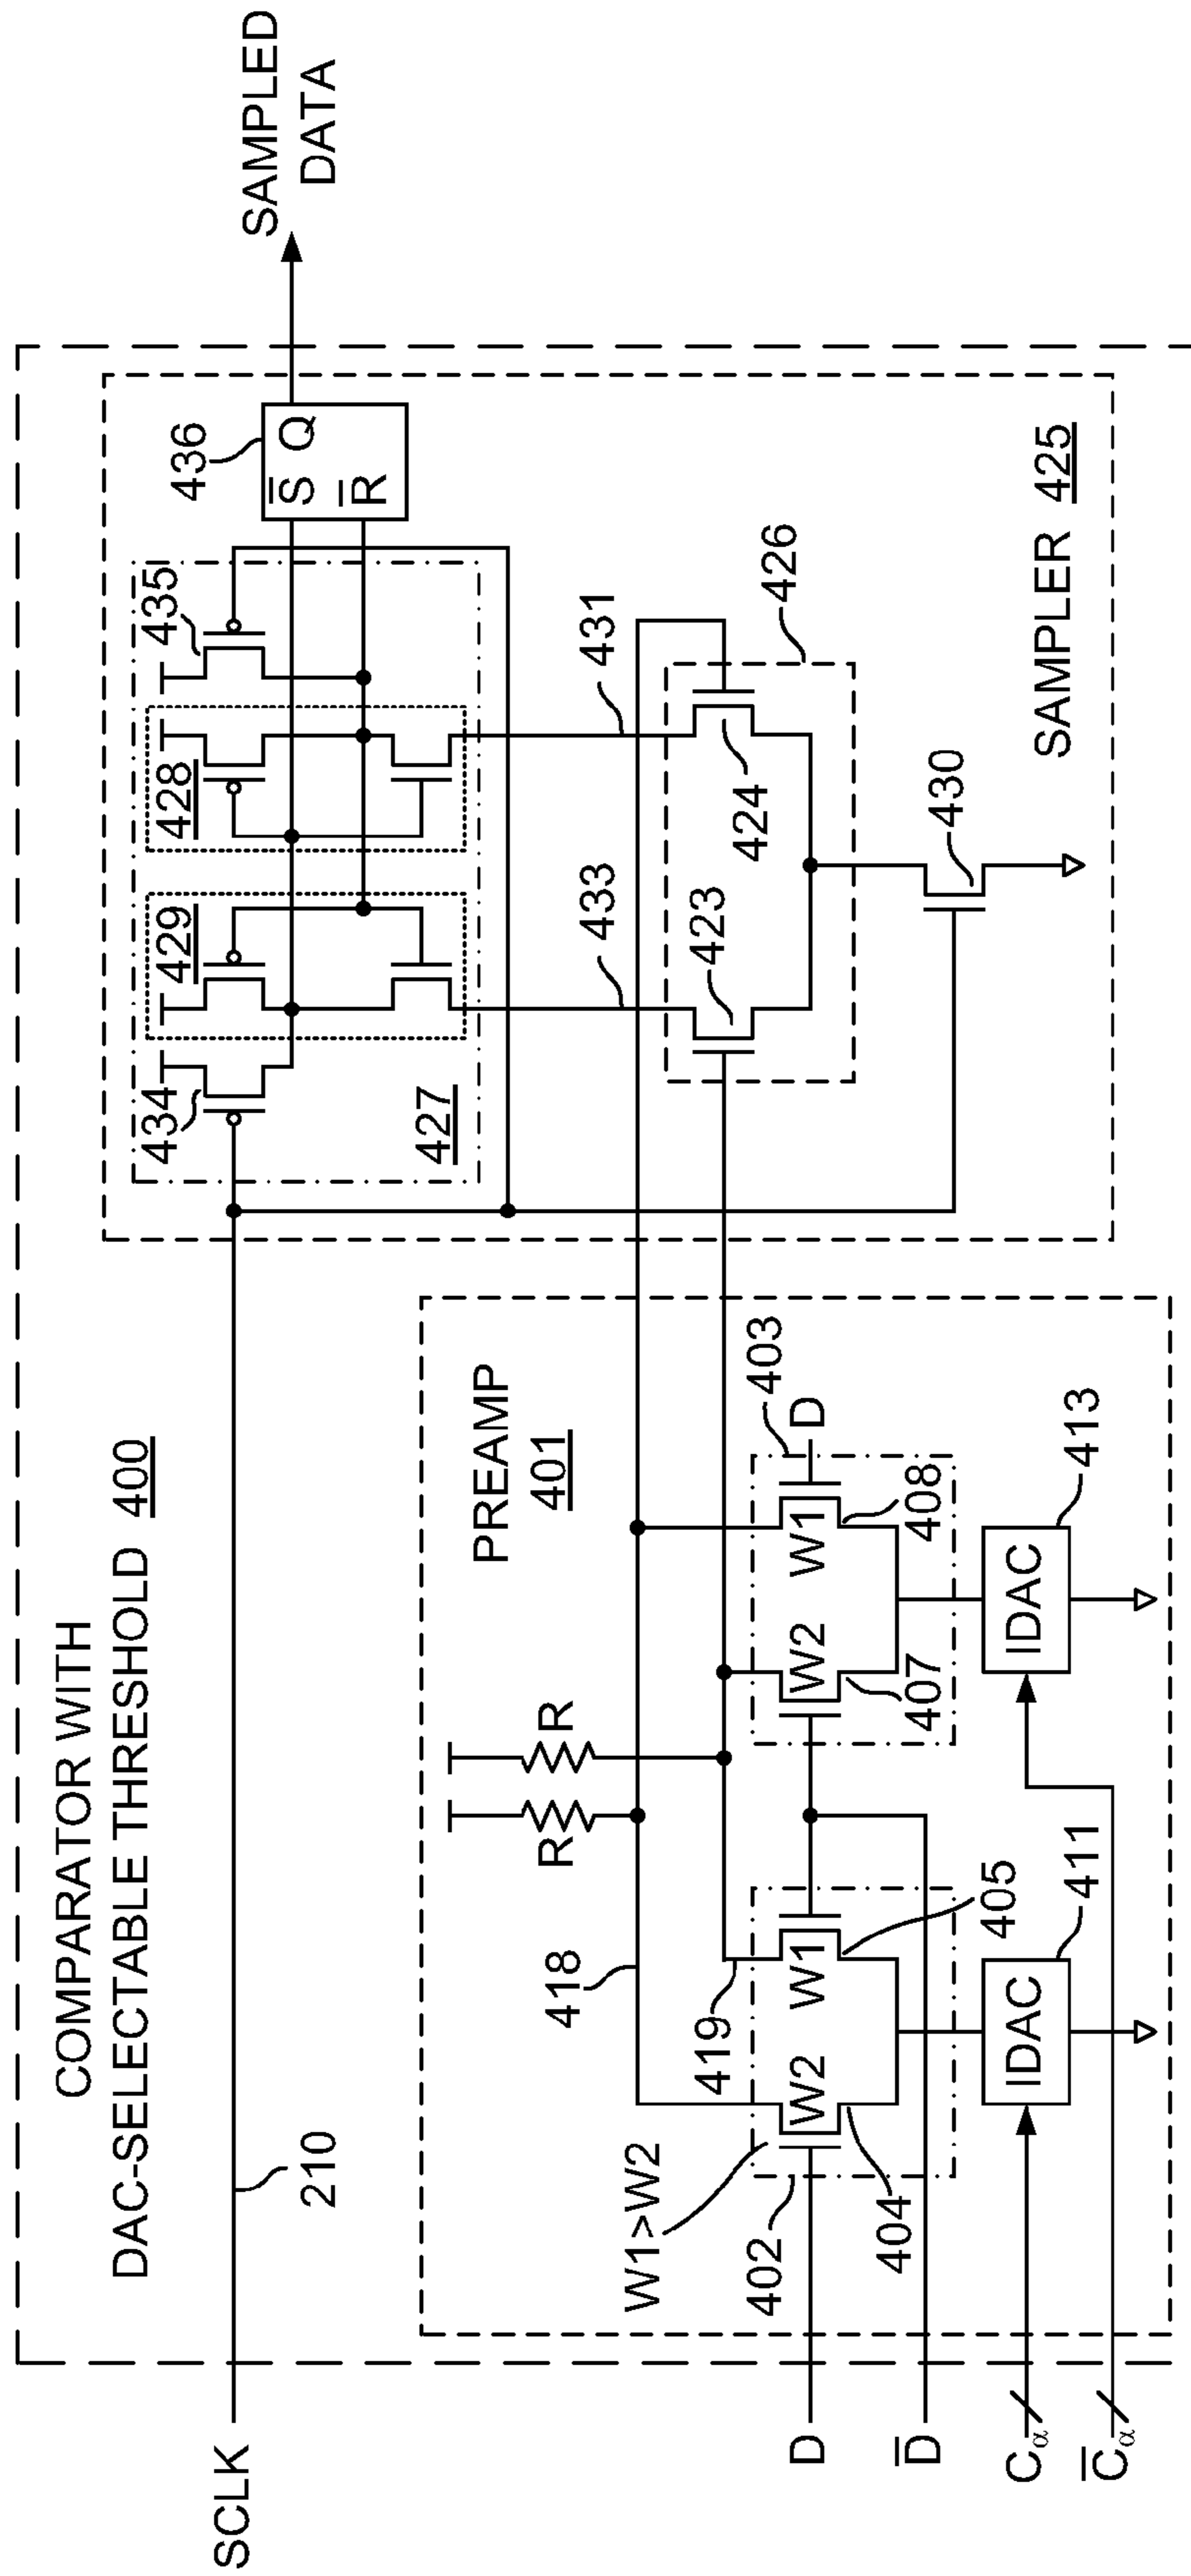 COMPARATOR WITH
DAC-SELECTABLE THRESHOLD 400
SCLK
210
SAMPLED
DATA
434
429
428
435
436
S̅ Q
R̅
427
433
431
423
424
426
430
SAMPLER 425
PREAMP
401
R
R
418
419
W1>W2
402
W2
W1
404
405
403
W2
W1
D
407
408
IDAC
411
IDAC
413
D
D̅
Cα
C̅α